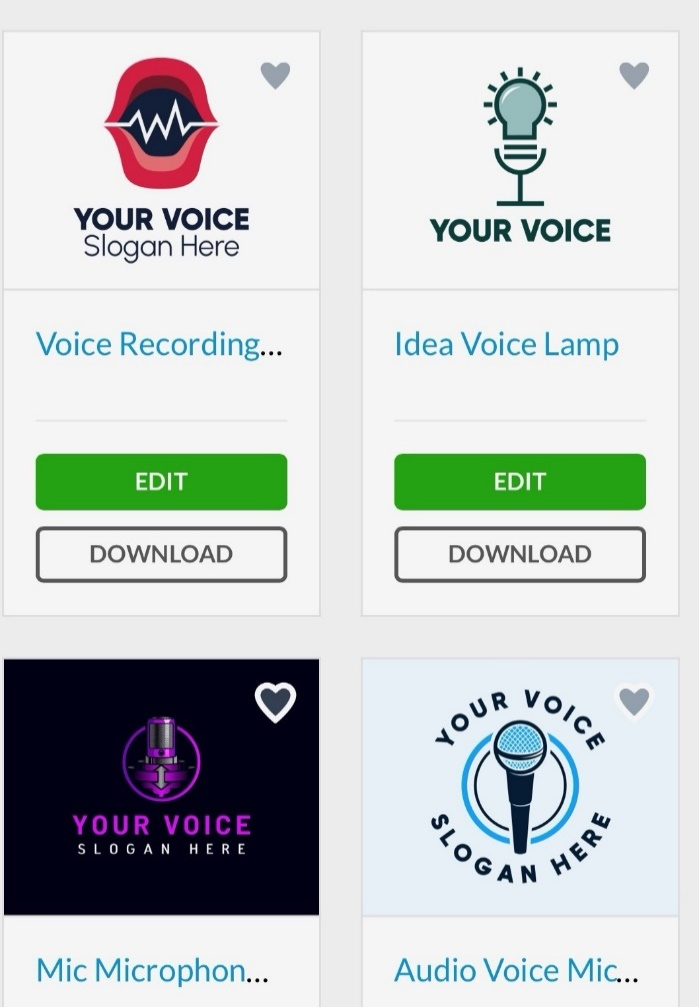 YOUR VOICE
Slogan Here
YOUR VOICE
Voice Recording...
Idea Voice Lamp
EDIT
EDIT
DOWNLOAD
DOWNLOAD
YOUR VOICE
SLOGAN HERE
YOUR VOICE
SLOGAN HERE
Mic Microphon...
Audio Voice Mic...